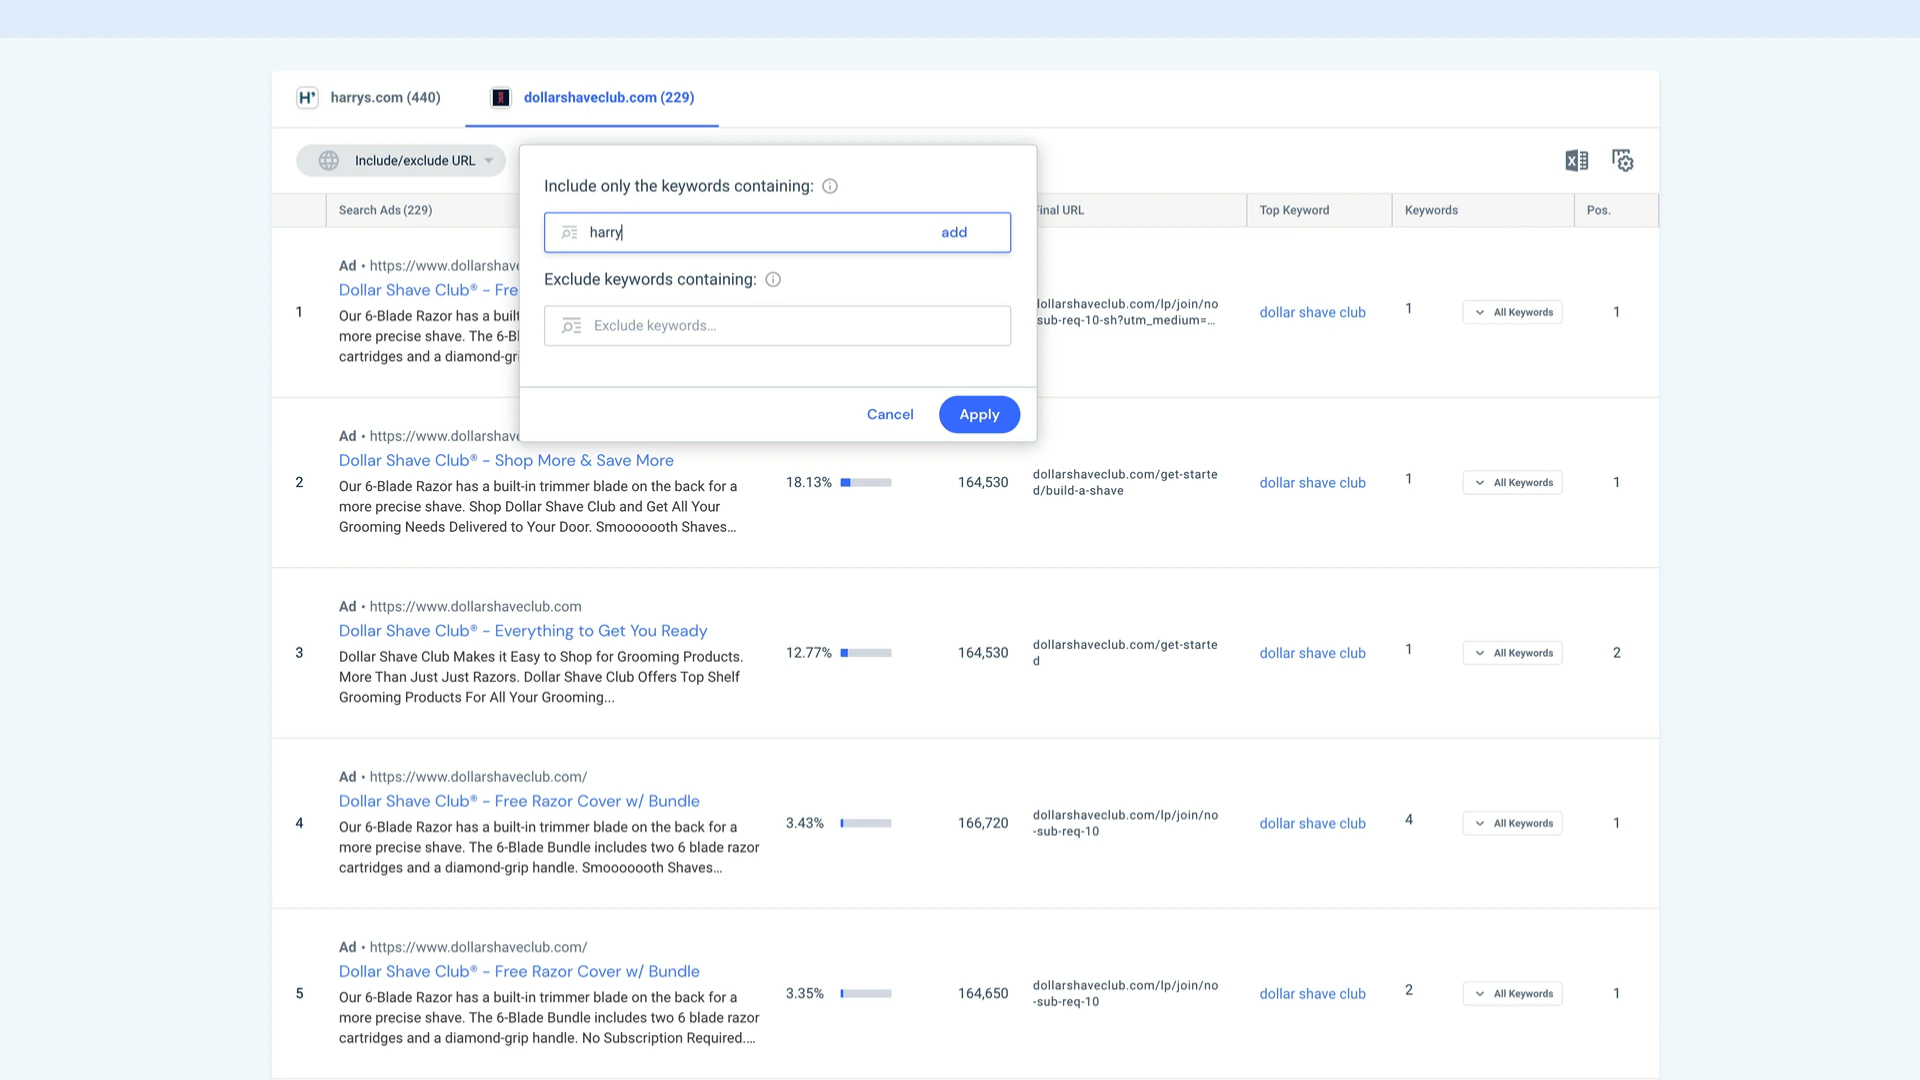 harrys.com (440)
dollarshaveclub.com (229)
Include/exclude URL
Include only the keywords containing:
harry
add
Exclude keywords containing:
Exclude keywords...
Cancel
Apply
Search Ads (229)
Final URL
Top Keyword
Keywords
Pos.
1
Ad • https://www.dollarshave
Dollar Shave Club® – Fre
Our 6-Blade Razor has a built
more precise shave. The 6-Bl
cartridges and a diamond-gri
dollarshaveclub.com/lp/join/no
sub-req-10-sh?utm_medium=...
dollar shave club
1
All Keywords
1
2
Ad • https://www.dollarshave
Dollar Shave Club® – Shop More & Save More
Our 6-Blade Razor has a built-in trimmer blade on the back for a
more precise shave. Shop Dollar Shave Club and Get All Your
Grooming Needs Delivered to Your Door. Smooooooth Shaves...
18.13%
164,530
dollarshaveclub.com/get-starte
d/build-a-shave
dollar shave club
1
All Keywords
1
3
Ad • https://www.dollarshaveclub.com
Dollar Shave Club® – Everything to Get You Ready
Dollar Shave Club Makes it Easy to Shop for Grooming Products.
More Than Just Just Razors. Dollar Shave Club Offers Top Shelf
Grooming Products For All Your Grooming...
12.77%
164,530
dollarshaveclub.com/get-starte
d
dollar shave club
1
All Keywords
2
4
Ad • https://www.dollarshaveclub.com/
Dollar Shave Club® – Free Razor Cover w/ Bundle
Our 6-Blade Razor has a built-in trimmer blade on the back for a
more precise shave. The 6-Blade Bundle includes two 6 blade razor
cartridges and a diamond-grip handle. Smooooooth Shaves...
3.43%
166,720
dollarshaveclub.com/lp/join/no
-sub-req-10
dollar shave club
4
All Keywords
1
5
Ad • https://www.dollarshaveclub.com/
Dollar Shave Club® – Free Razor Cover w/ Bundle
Our 6-Blade Razor has a built-in trimmer blade on the back for a
more precise shave. The 6-Blade Bundle includes two 6 blade razor
cartridges and a diamond-grip handle. No Subscription Required....
3.35%
164,650
dollarshaveclub.com/lp/join/no
-sub-req-10
dollar shave club
2
All Keywords
1